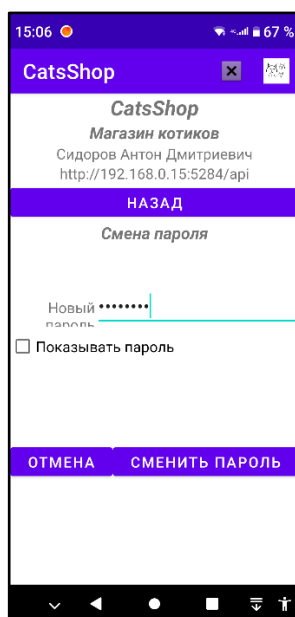 15:06 67 %
CatsShop
CatsShop
Магазин котиков
Сидоров Антон Дмитриевич
http://192.168.0.15:5284/api
НАЗАД
Смена пароля
Новый ••••••••
пароль
Показывать пароль
ОТМЕНА СМЕНИТЬ ПАРОЛЬ